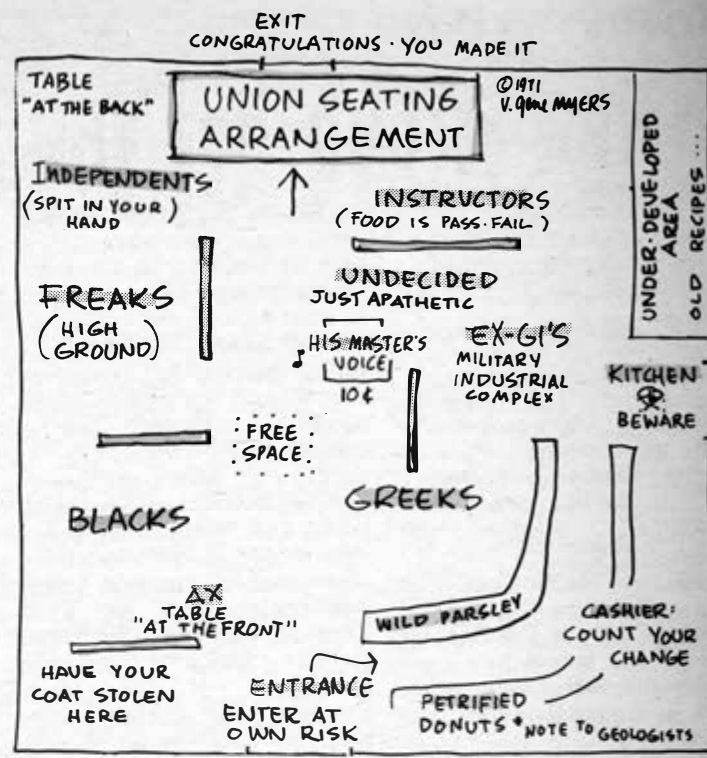 EXIT
CONGRATULATIONS · YOU MADE IT
TABLE
"AT THE BACK"
UNION SEATING
ARRANGEMENT
© 1971
V. Gene Myers
UNDER·DEVELOPED
AREA
OLD RECIPES ...
INDEPENDENTS
(SPIT IN YOUR
HAND)
INSTRUCTORS
(FOOD IS PASS·FAIL)
FREAKS
(HIGH
GROUND)
UNDECIDED
JUST APATHETIC
♪ HIS MASTER'S
VOICE
10¢
EX-GI'S
MILITARY
INDUSTRIAL
COMPLEX
KITCHEN
BEWARE
FREE
SPACE
BLACKS
GREEKS
ΔX
TABLE
"AT THE FRONT"
WILD PARSLEY
CASHIER:
COUNT YOUR
CHANGE
HAVE YOUR
COAT STOLEN
HERE
ENTRANCE
ENTER AT
OWN RISK
PETRIFIED
DONUTS * NOTE TO GEOLOGISTS